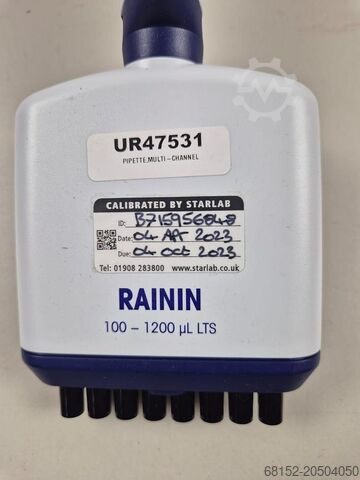 UR47531
PIPETTE,MULTI-CHANNEL
CALIBRATED BY STARLAB
ID: B715956848
Date: 04 Apr 2023
Due: 04 Oct 2023
Tel: 01908 283800 www.starlab.co.uk
RAININ
100 – 1200 µL LTS
68152-20504050